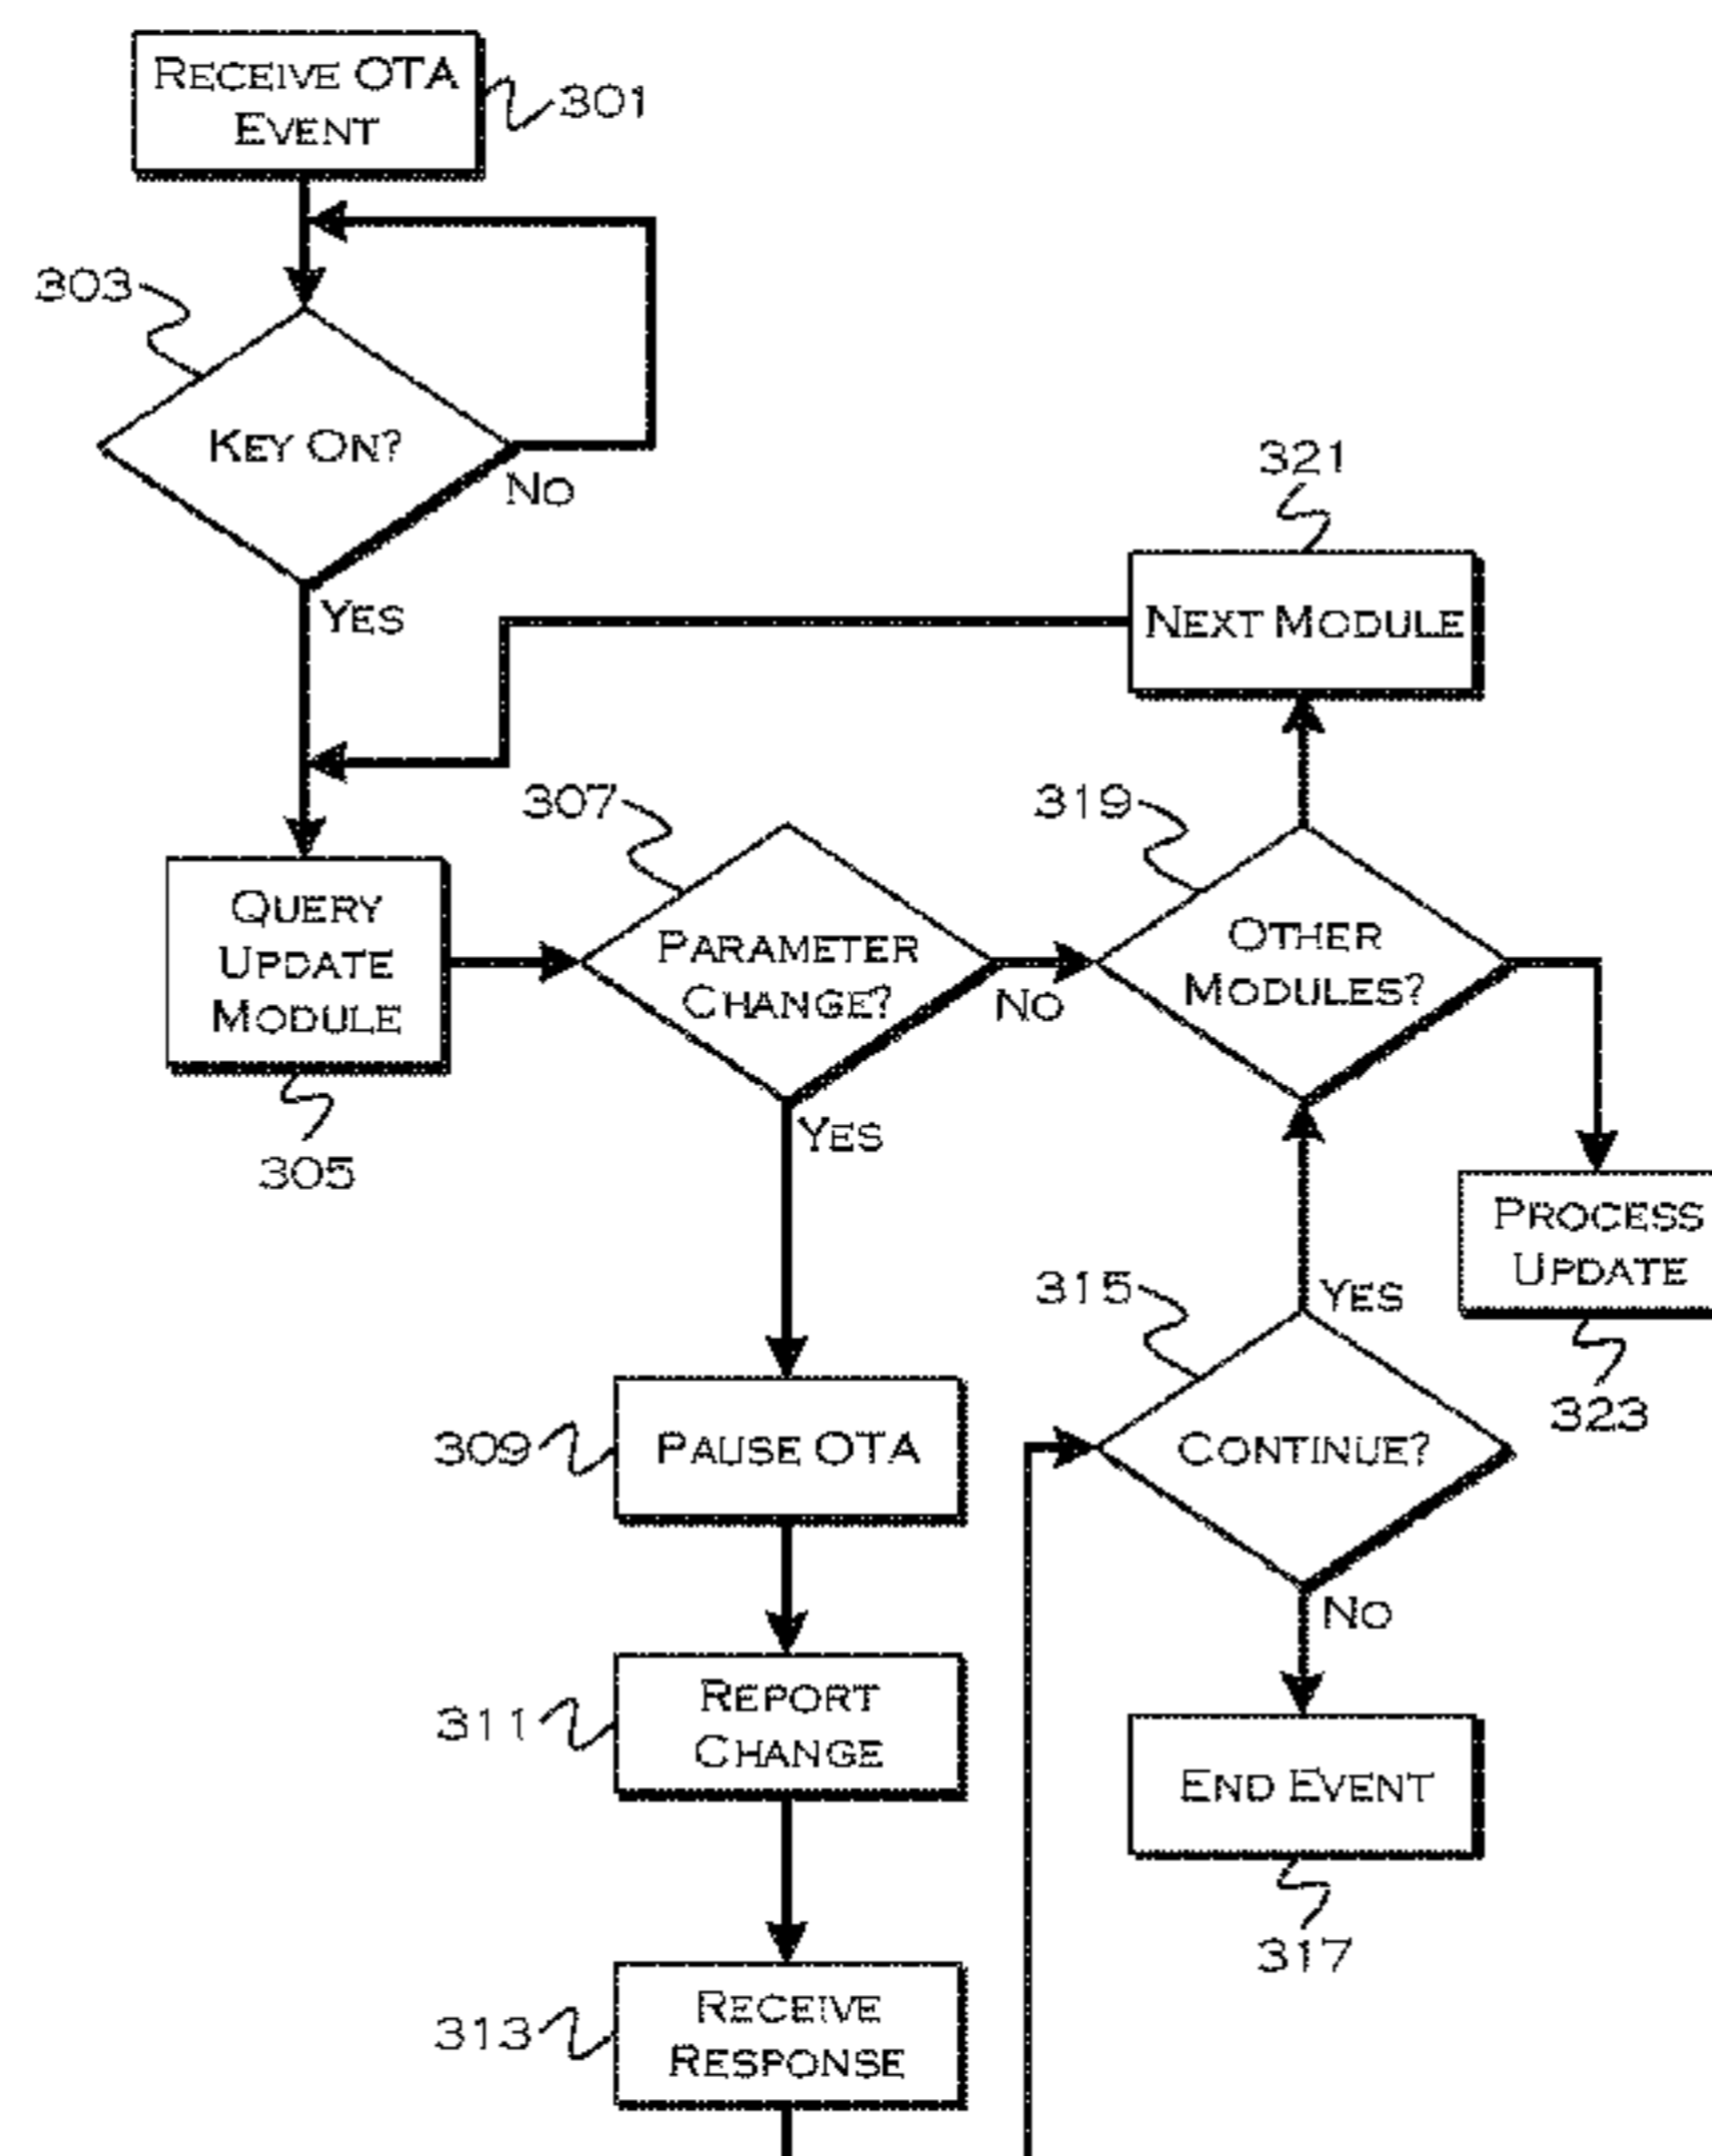 RECEIVE OTA
EVENT
301
303
KEY ON?
NO
YES
321
NEXT MODULE
307
319
QUERY
UPDATE
MODULE
305
PARAMETER
CHANGE?
NO
YES
OTHER
MODULES?
PROCESS
UPDATE
323
315
YES
CONTINUE?
NO
309
PAUSE OTA
311
REPORT
CHANGE
END EVENT
317
313
RECEIVE
RESPONSE